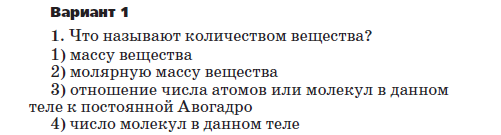 Вариант 1
1. Что называют количеством вещества?
1) массу вещества
2) молярную массу вещества
3) отношение числа атомов или молекул в данном
теле к постоянной Авогадро
4) число молекул в данном теле